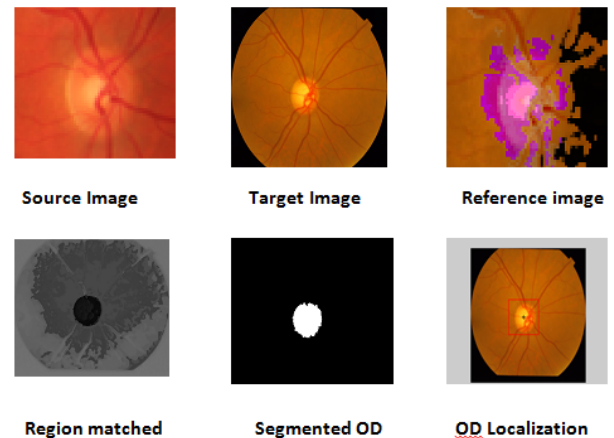 Source Image
Target Image
Reference image
Region matched
Segmented OD
OD Localization